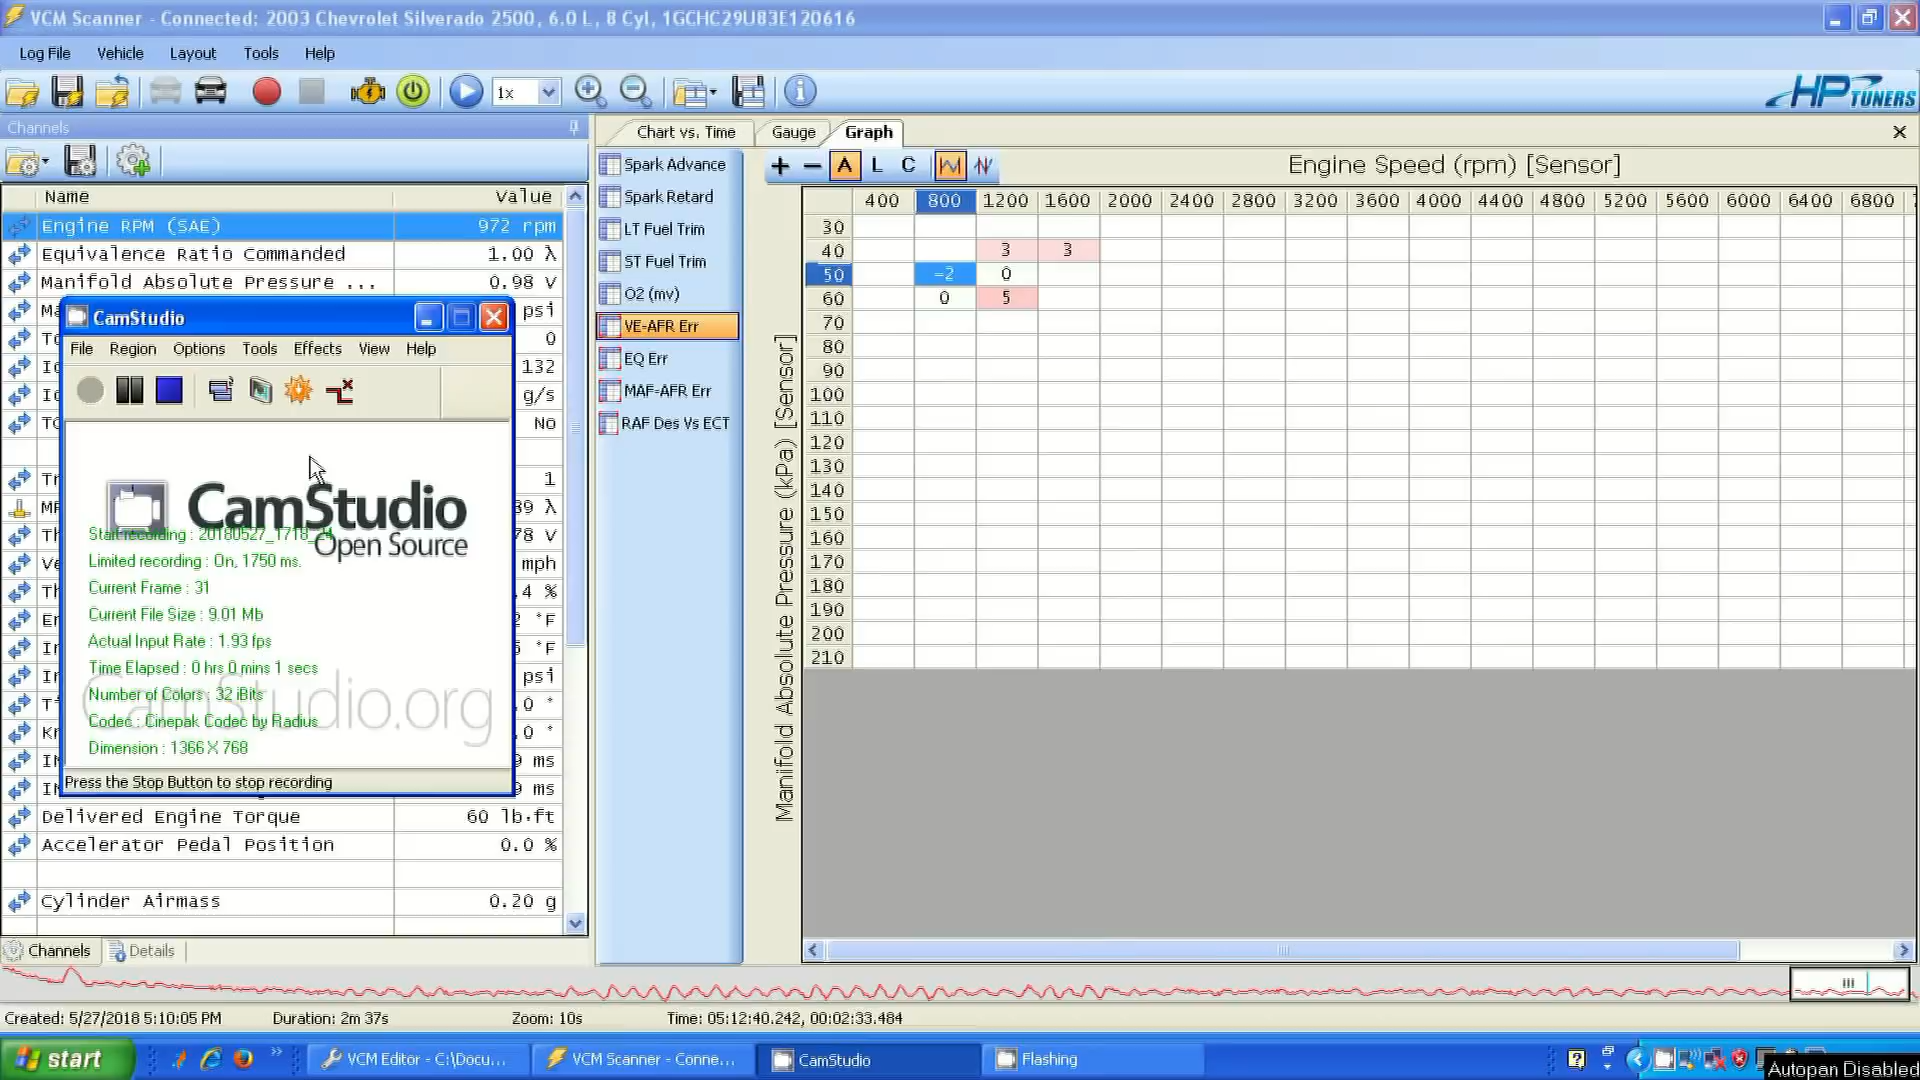 VCM Scanner - Connected: 2003 Chevrolet Silverado 2500, 6.0 L, 8 Cyl, 1GCHC29U83E120616
Log File Vehicle Layout Tools Help
1x
HP TUNERS
Channels
Name Value
Engine RPM (SAE) 972 rpm
Equivalence Ratio Commanded 1.00 λ
Manifold Absolute Pressure ... 0.98 v
psi
0
132
g/s
No
1
λ
v
mph
%
°F
°F
psi
°
°
ms
ms
Delivered Engine Torque 60 lb·ft
Accelerator Pedal Position 0.0 %
Cylinder Airmass 0.20 g
Channels Details
CamStudio
File Region Options Tools Effects View Help
CamStudio
Open Source
Start recording : 20180527_1718_
Limited recording : On, 1750 ms.
Current Frame : 31
Current File Size : 9.01 Mb
Actual Input Rate : 1.93 fps
Time Elapsed : 0 hrs 0 mins 1 secs
CamStudio.org
Number of Colors : 32 iBits
Codec : Cinepak Codec by Radius
Dimension : 1366 X 768
Press the Stop Button to stop recording
Chart vs. Time Gauge Graph
Spark Advance
Spark Retard
LT Fuel Trim
ST Fuel Trim
O2 (mv)
VE-AFR Err
EQ Err
MAF-AFR Err
RAF Des Vs ECT
A L C
Engine Speed (rpm) [Sensor]
Manifold Absolute Pressure (kPa) [Sensor]
400 800 1200 1600 2000 2400 2800 3200 3600 4000 4400 4800 5200 5600 6000 6400 6800
30
40 3 3
50 =2 0
60 0 5
70
80
90
100
110
120
130
140
150
160
170
180
190
200
210
Created: 5/27/2018 5:10:05 PM Duration: 2m 37s Zoom: 10s Time: 05:12:40.242, 00:02:33.484
start VCM Editor - C:\Docu... VCM Scanner - Conne... CamStudio Flashing
Autopan Disabled